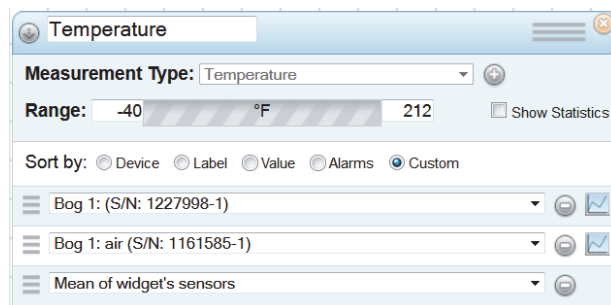 Temperature
Measurement Type: Temperature
Range: -40 °F 212 Show Statistics
Sort by: Device Label Value Alarms Custom
Bog 1: (S/N: 1227998-1)
Bog 1: air (S/N: 1161585-1)
Mean of widget's sensors